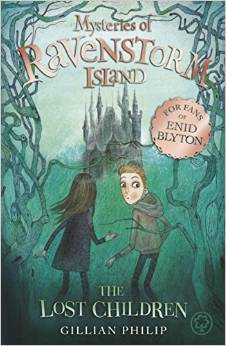 Mysteries of
RAVENSTORM
ISLAND
FOR FANS
OF
ENID
BLYTON
THE
LOST CHILDREN
GILLIAN PHILIP